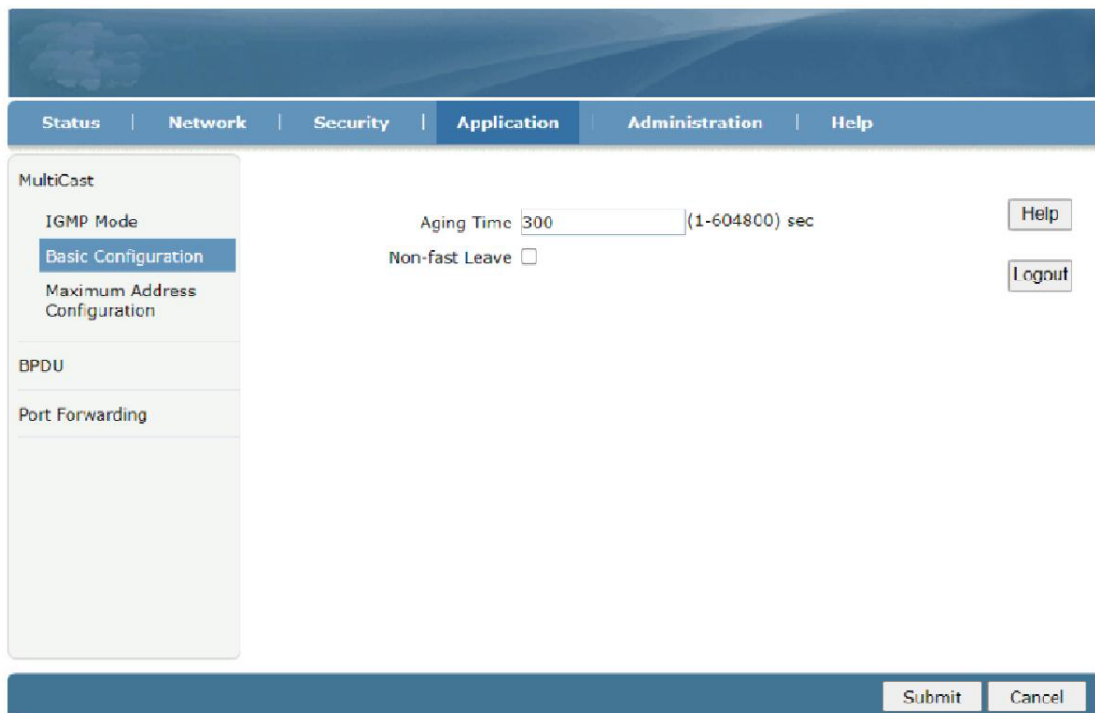 Status | Network | Security | Application | Administration | Help
MultiCast
IGMP Mode
Basic Configuration
Maximum Address
Configuration
BPDU
Port Forwarding
Aging Time 300 (1-604800) sec
Non-fast Leave
Help
Logout
Submit Cancel